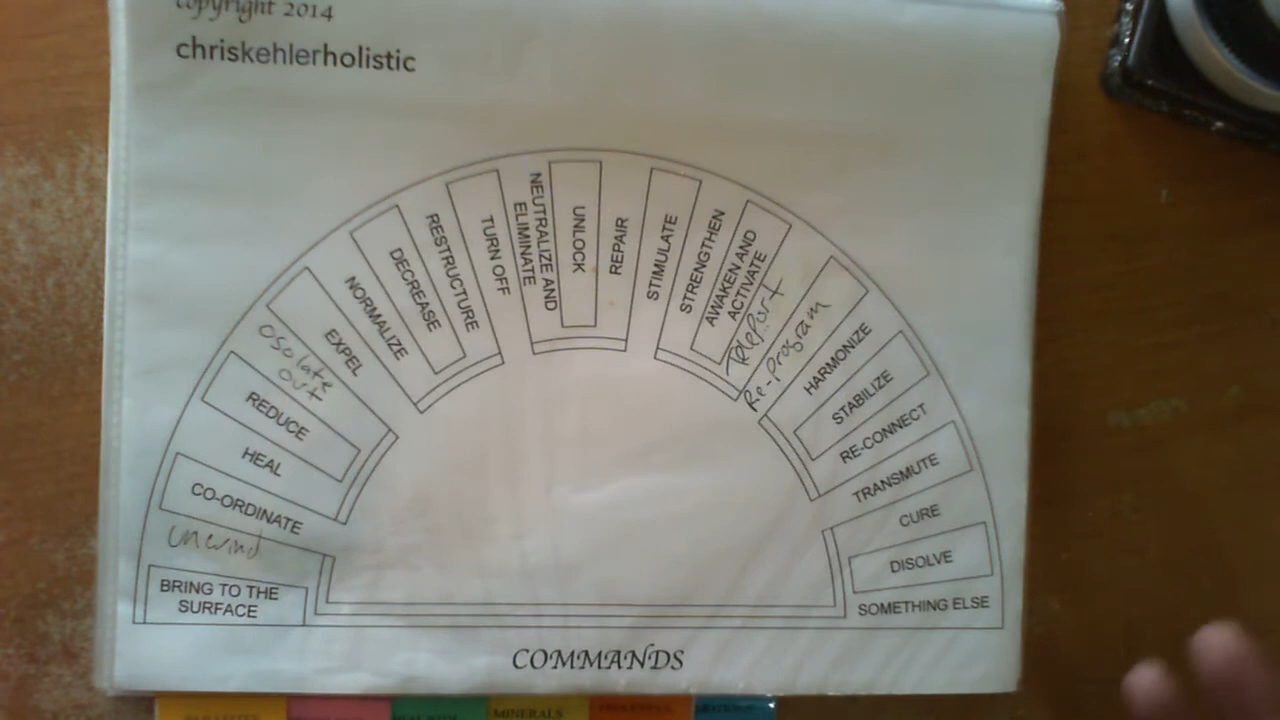 copyright 2014
chriskehlerholistic
BRING TO THE
SURFACE
unwind
CO-ORDINATE
HEAL
REDUCE
osolate
out
EXPEL
NORMALIZE
DECREASE
RESTRUCTURE
TURN OFF
NEUTRALIZE AND
ELIMINATE
UNLOCK
REPAIR
STIMULATE
STRENGTHEN
AWAKEN AND
ACTIVATE
Teleport
Re-program
HARMONIZE
STABILIZE
RE-CONNECT
TRANSMUTE
CURE
DISOLVE
SOMETHING ELSE
COMMANDS
MINERALS